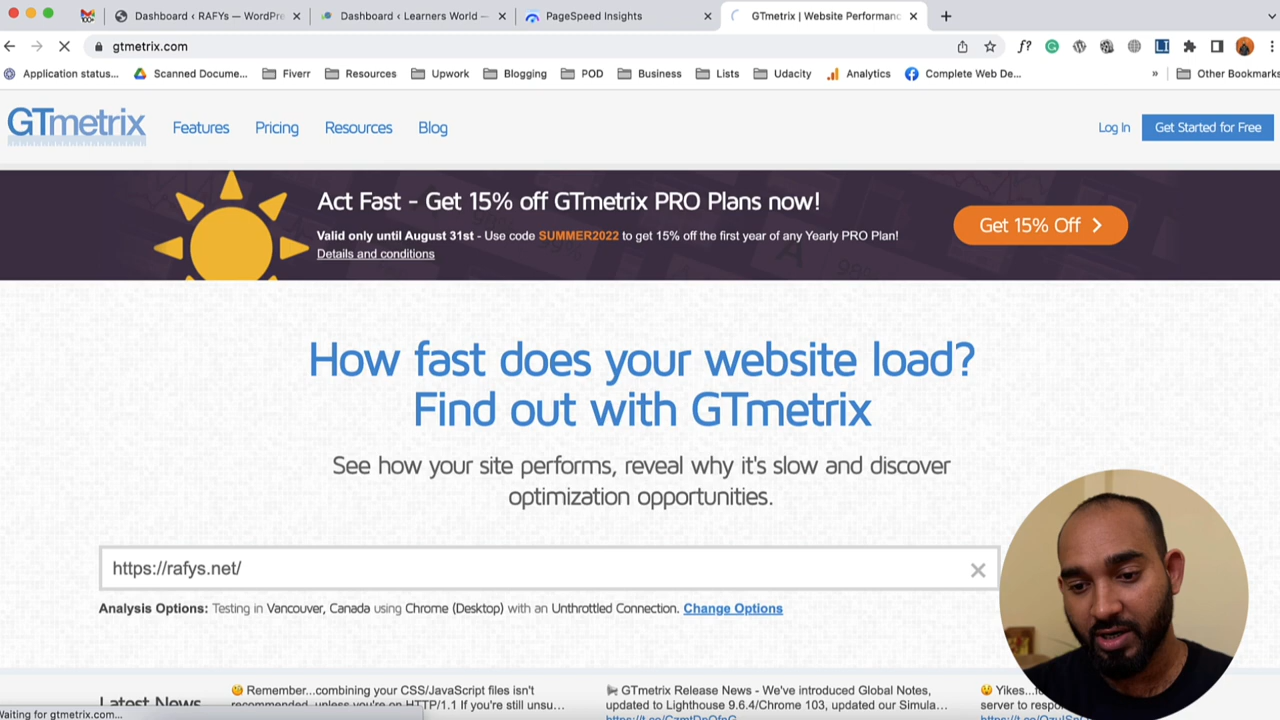 Dashboard ‹ RAFYs — WordPre
Dashboard ‹ Learners World —
PageSpeed Insights
GTmetrix | Website Performanc
gtmetrix.com
Application status...
Scanned Docume...
Fiverr
Resources
Upwork
Blogging
POD
Business
Lists
Udacity
Analytics
Complete Web De...
»
Other Bookmarks
GTmetrix
Features
Pricing
Resources
Blog
Log In
Get Started for Free
Act Fast - Get 15% off GTmetrix PRO Plans now!
Valid only until August 31st - Use code SUMMER2022 to get 15% off the first year of any Yearly PRO Plan!
Details and conditions
Get 15% Off
How fast does your website load?
Find out with GTmetrix
See how your site performs, reveal why it's slow and discover
optimization opportunities.
https://rafys.net/
Analysis Options: Testing in Vancouver, Canada using Chrome (Desktop) with an Unthrottled Connection. Change Options
Latest News
Remember...combining your CSS/JavaScript files isn't
recommended, unless you're on HTTP/1.1 If you're still unsu...
GTmetrix Release News - We've introduced Global Notes,
updated to Lighthouse 9.6.4/Chrome 103, updated our Simula...
server to
Waiting for gtmetrix.com...